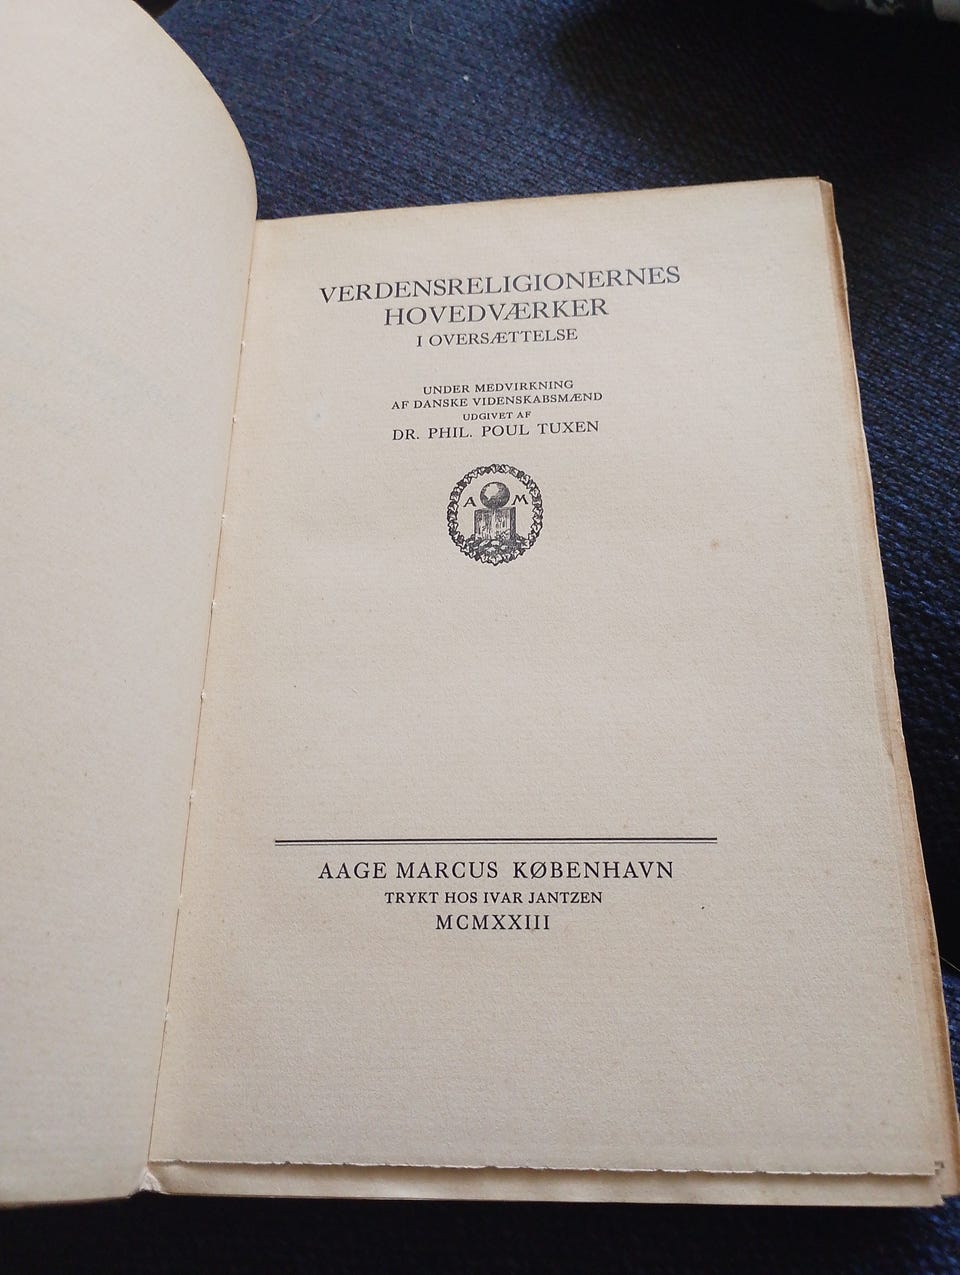 VERDENSRELIGIONERNES
HOVEDVÆRKER
I OVERSÆTTELSE
UNDER MEDVIRKNING
AF DANSKE VIDENSKABSMÆND
UDGIVET AF
DR. PHIL. POUL TUXEN
A M
AAGE MARCUS KØBENHAVN
TRYKT HOS IVAR JANTZEN
MCMXXIII